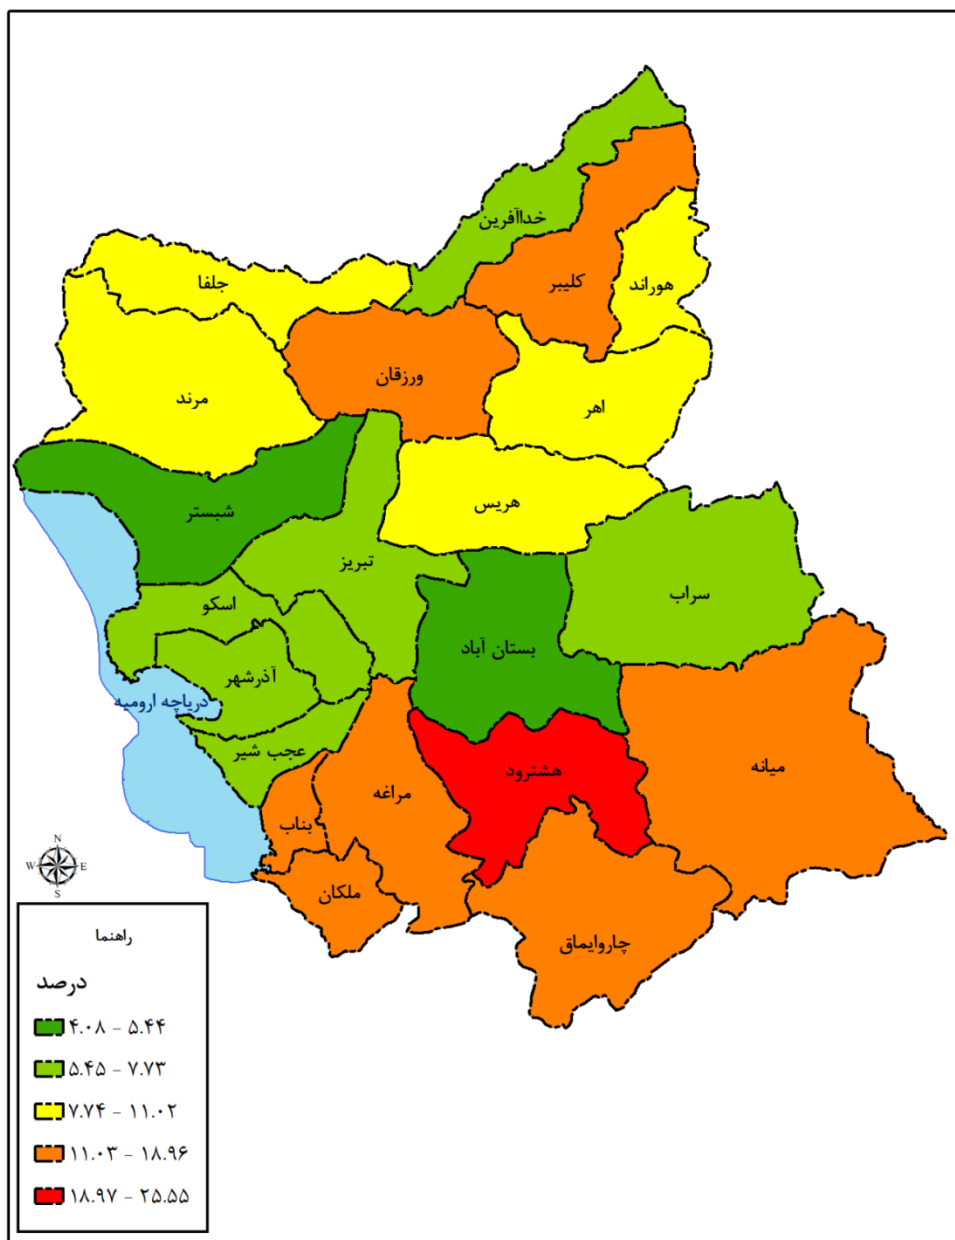 خداآفرین
کلیبر
هوراند
جلفا
ورزقان
مرند
اهر
هریس
شبستر
تبریز
سراب
اسکو
بستان آباد
آذرشهر
دریاچه ارومیه
عجب شیر
هشترود
میانه
مراغه
بناب
ملکان
چاروایماق
N
W
E
S
راهنما
درصد
۴.۰۸ - ۵.۴۴
۵.۴۵ - ۷.۷۳
۷.۷۴ - ۱۱.۰۲
۱۱.۰۳ - ۱۸.۹۶
۱۸.۹۷ - ۲۵.۵۵